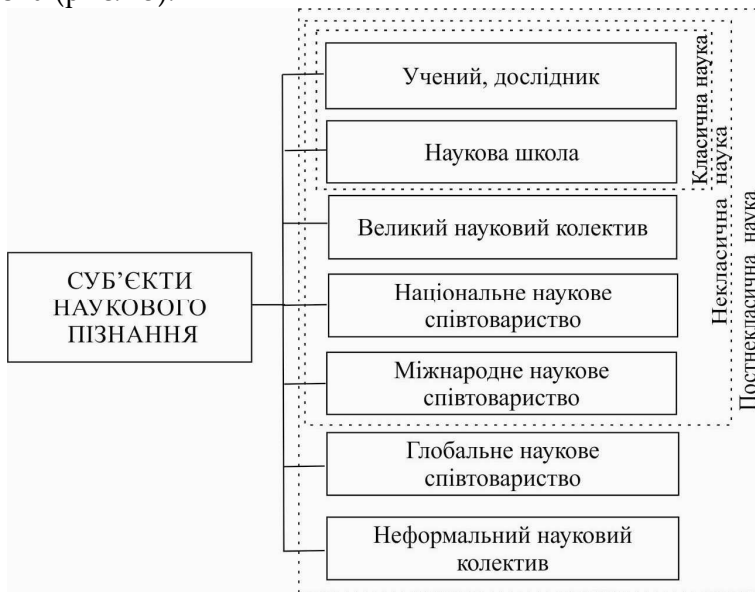 Учений, дослідник
Наукова школа
Великий науковий колектив
СУБ’ЄКТИ
НАУКОВОГО
ПІЗНАННЯ
Національне наукове
співтовариство
Міжнародне наукове
співтовариство
Глобальне наукове
співтовариство
Неформальний науковий
колектив
Класична наука
Некласична наука
Постнекласична наука